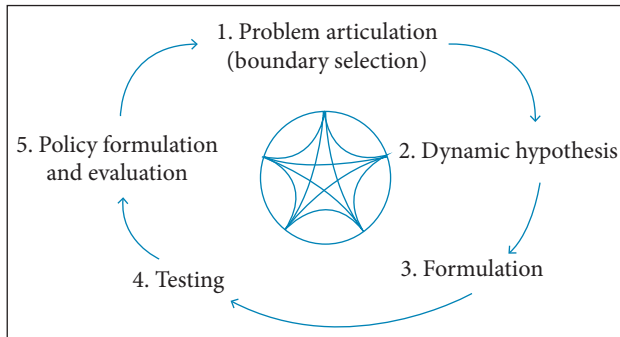 1. Problem articulation
(boundary selection)
2. Dynamic hypothesis
3. Formulation
4. Testing
5. Policy formulation
and evaluation